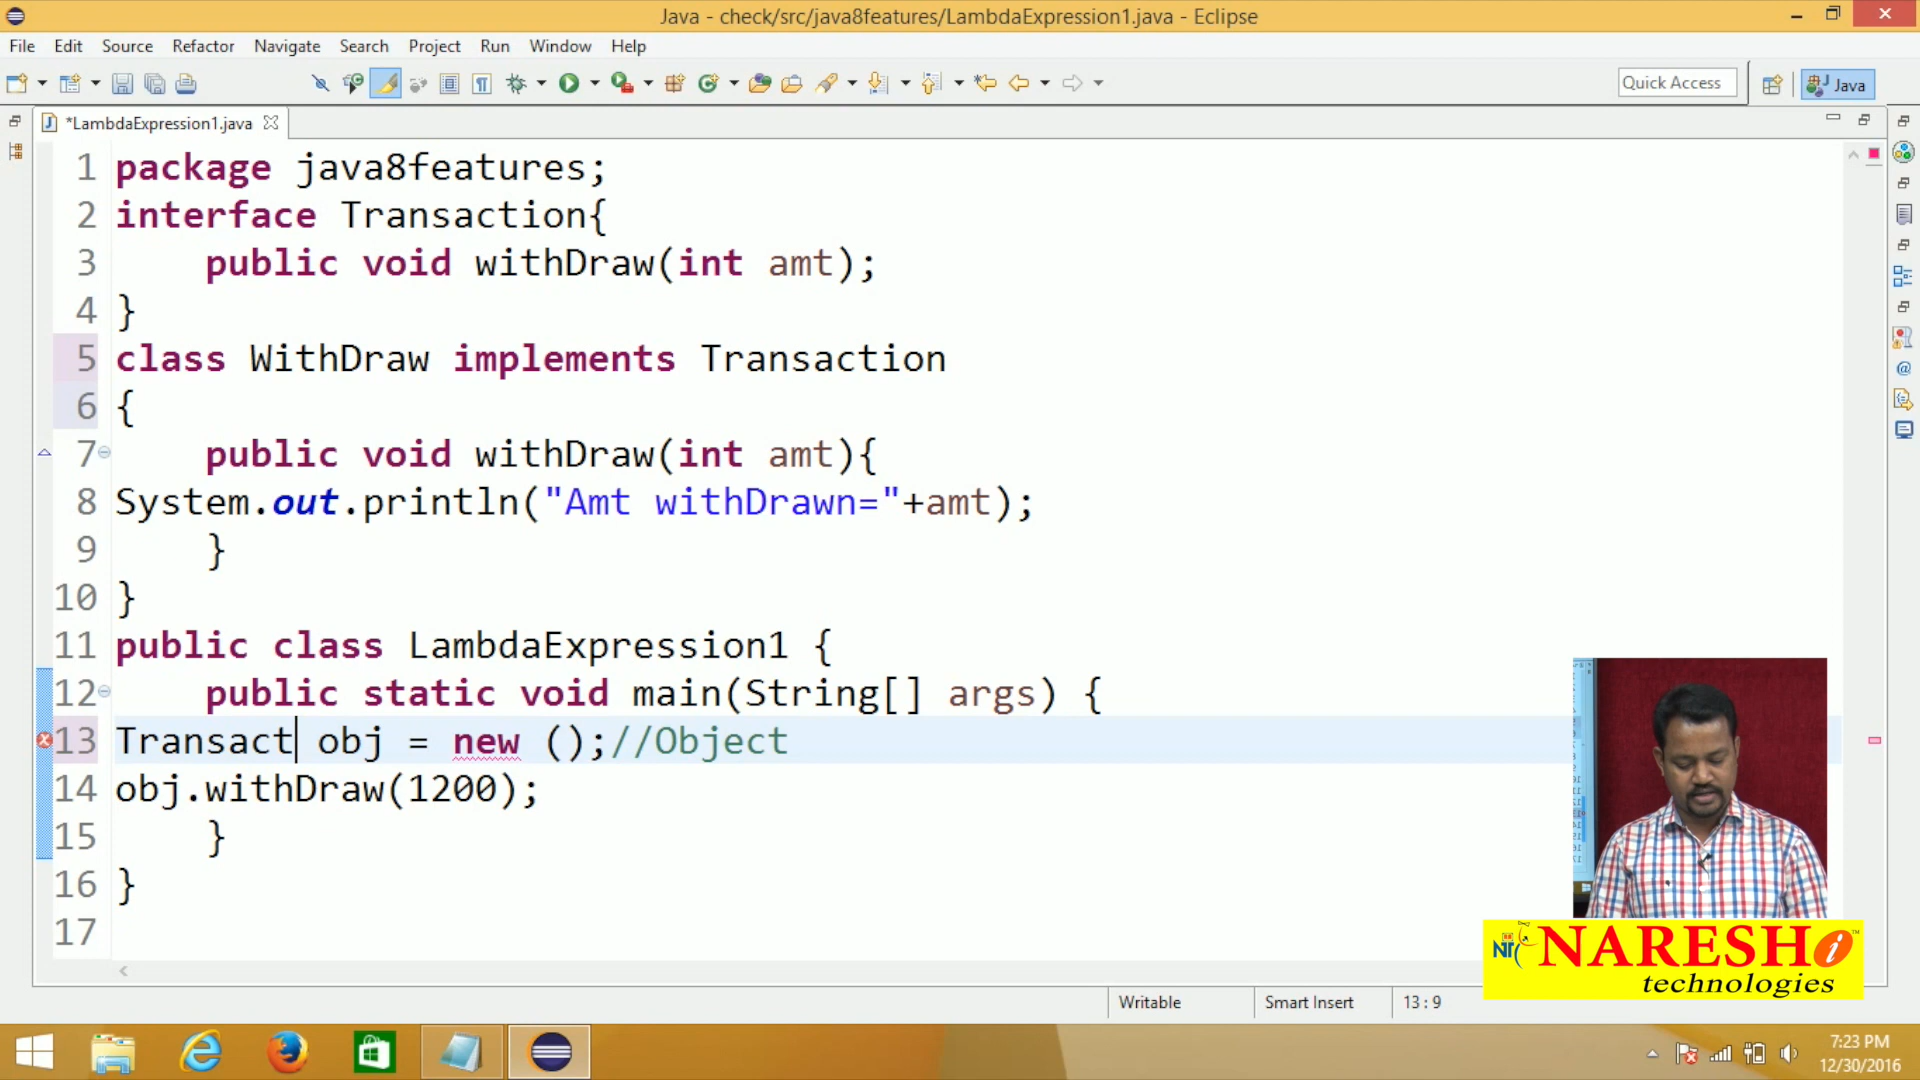 Java - check/src/java8features/LambdaExpression1.java - Eclipse
File Edit Source Refactor Navigate Search Project Run Window Help
Quick Access
Java
*LambdaExpression1.java
1 package java8features;
2 interface Transaction{
3 public void withDraw(int amt);
4 }
5 class WithDraw implements Transaction
6 {
7 public void withDraw(int amt){
8 System.out.println("Amt withDrawn="+amt);
9 }
10 }
11 public class LambdaExpression1 {
12 public static void main(String[] args) {
13 Transact obj = new ();//Object
14 obj.withDraw(1200);
15 }
16 }
17
NARESH i
technologies
Writable Smart Insert 13 : 9
7:23 PM
12/30/2016